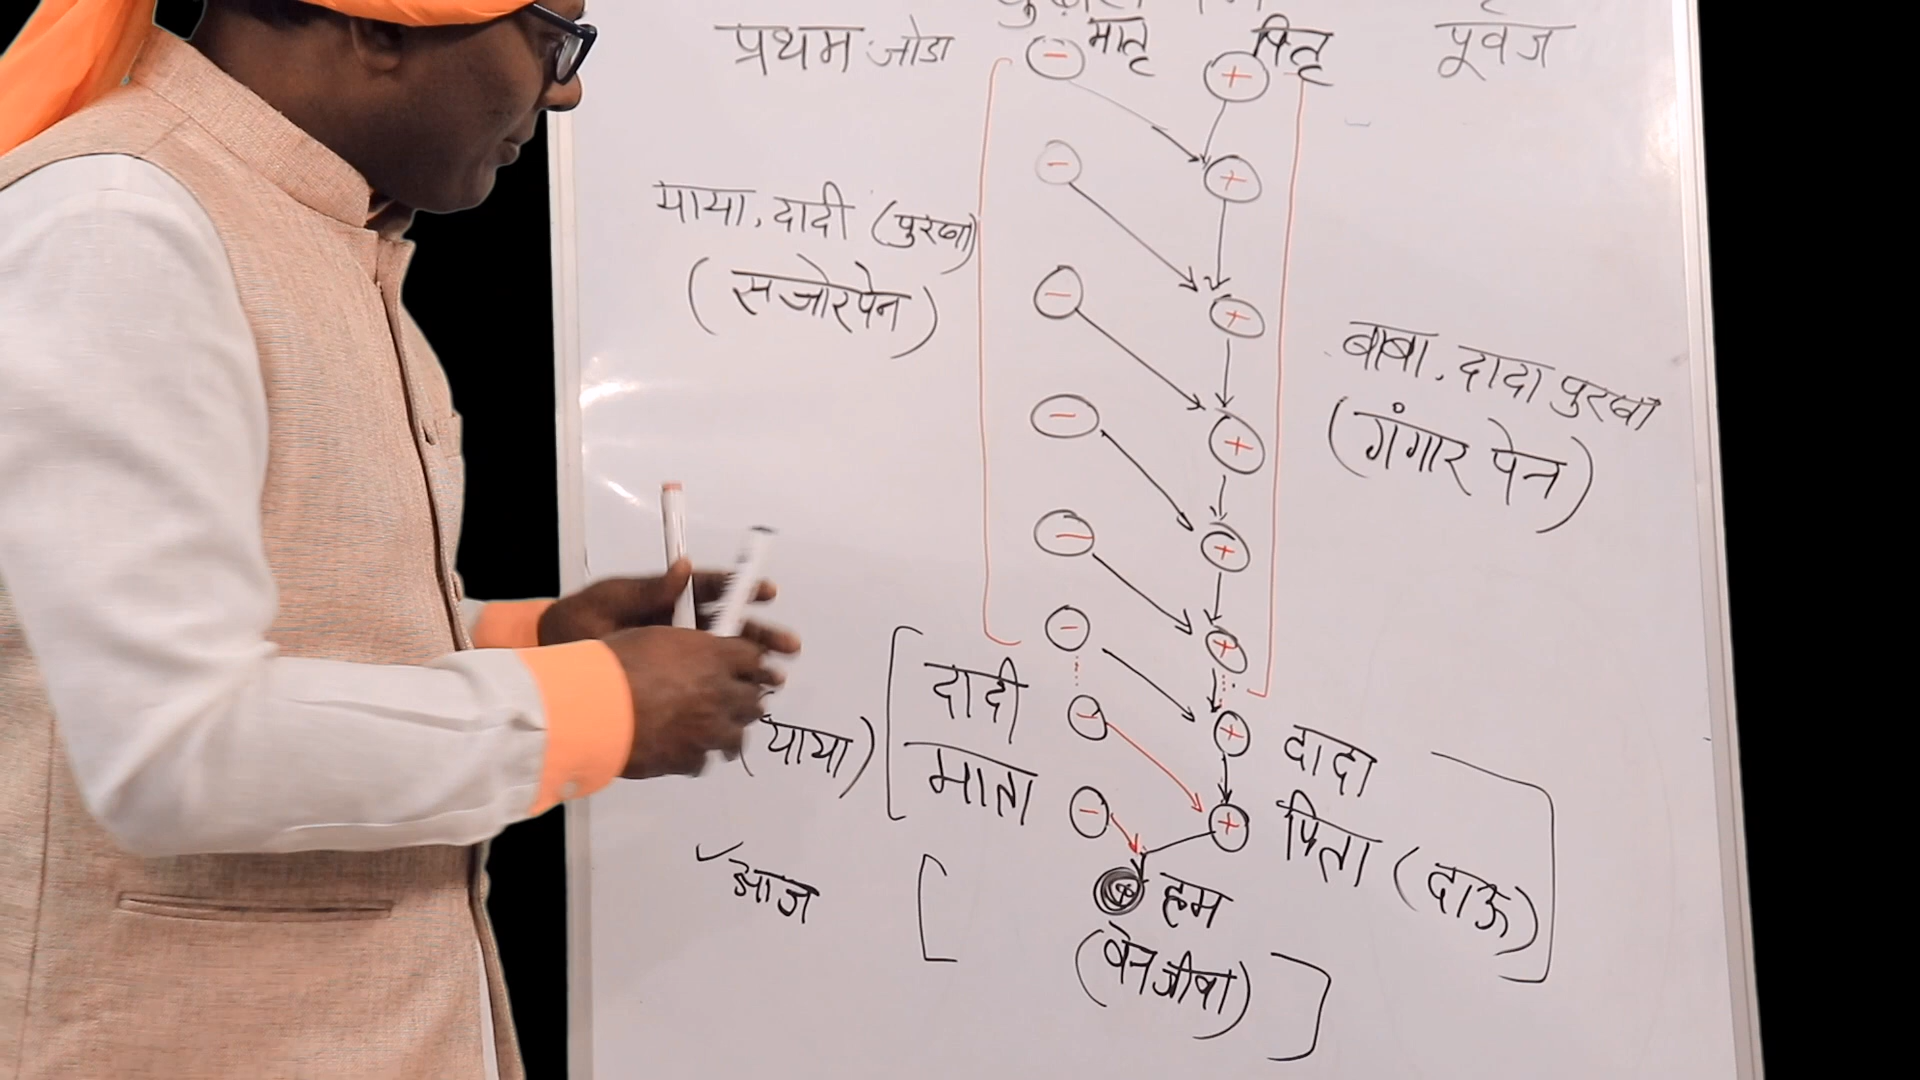 प्रथम जोडा
मातृ
पितृ
पूर्वज
याया, दादी (पुरखा)
(सजोरपेन)
बाबा, दादा पुरखा
(गंगार पेन)
दादी
(याया)
माता
दादा
पिता (दाऊ)
आज
हम
(वेनजीवा)